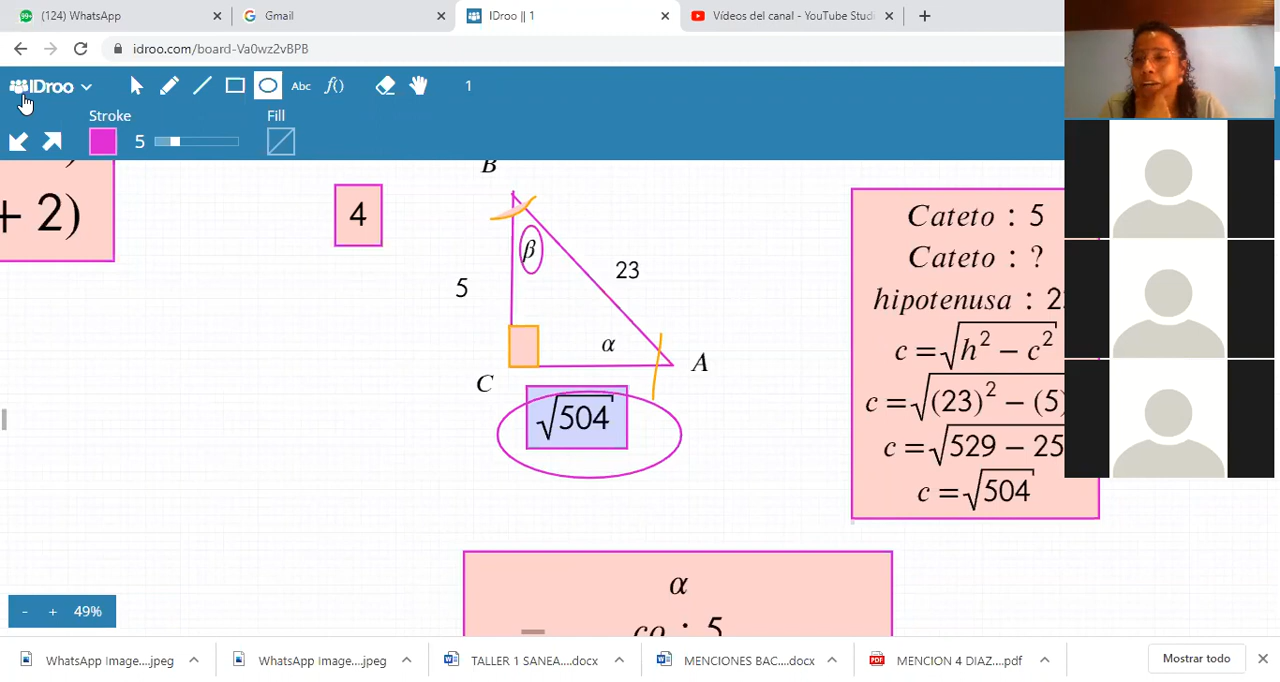 (124) WhatsApp
Gmail
IDroo || 1
Vídeos del canal - YouTube Studi
idroo.com/board-Va0wz2vBPB
IDroo
Abc
f()
1
Stroke
Fill
5
+ 2)
4
B
β
23
5
α
A
C
√504
Cateto : 5
Cateto : ?
hipotenusa : 2
c = √h² − c²
c = √(23)² − (5)
c = √529 − 25
c = √504
α
co : 5
- + 49%
WhatsApp Image....jpeg
WhatsApp Image....jpeg
TALLER 1 SANEA....docx
MENCIONES BAC....docx
MENCION 4 DIAZ....pdf
Mostrar todo